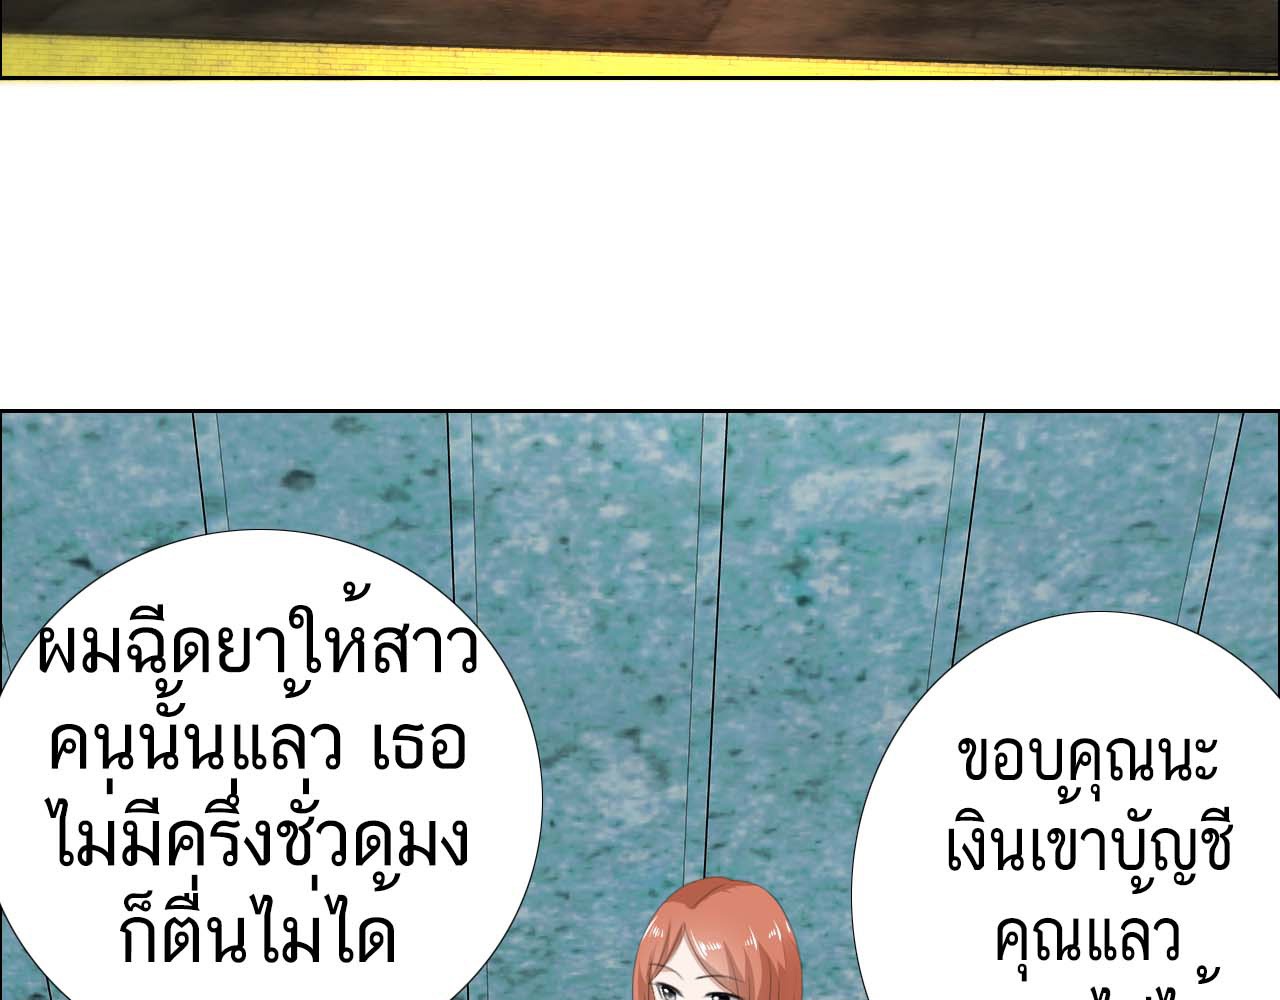 ผมฉีดยาให้สาว
คนนั้นแล้ว เธอ
ไม่มีครึ่งชั่วดมง
ก็ตื่นไม่ได้
ขอบคุณนะ
เงินเข้าบัญชี
คุณแล้ว